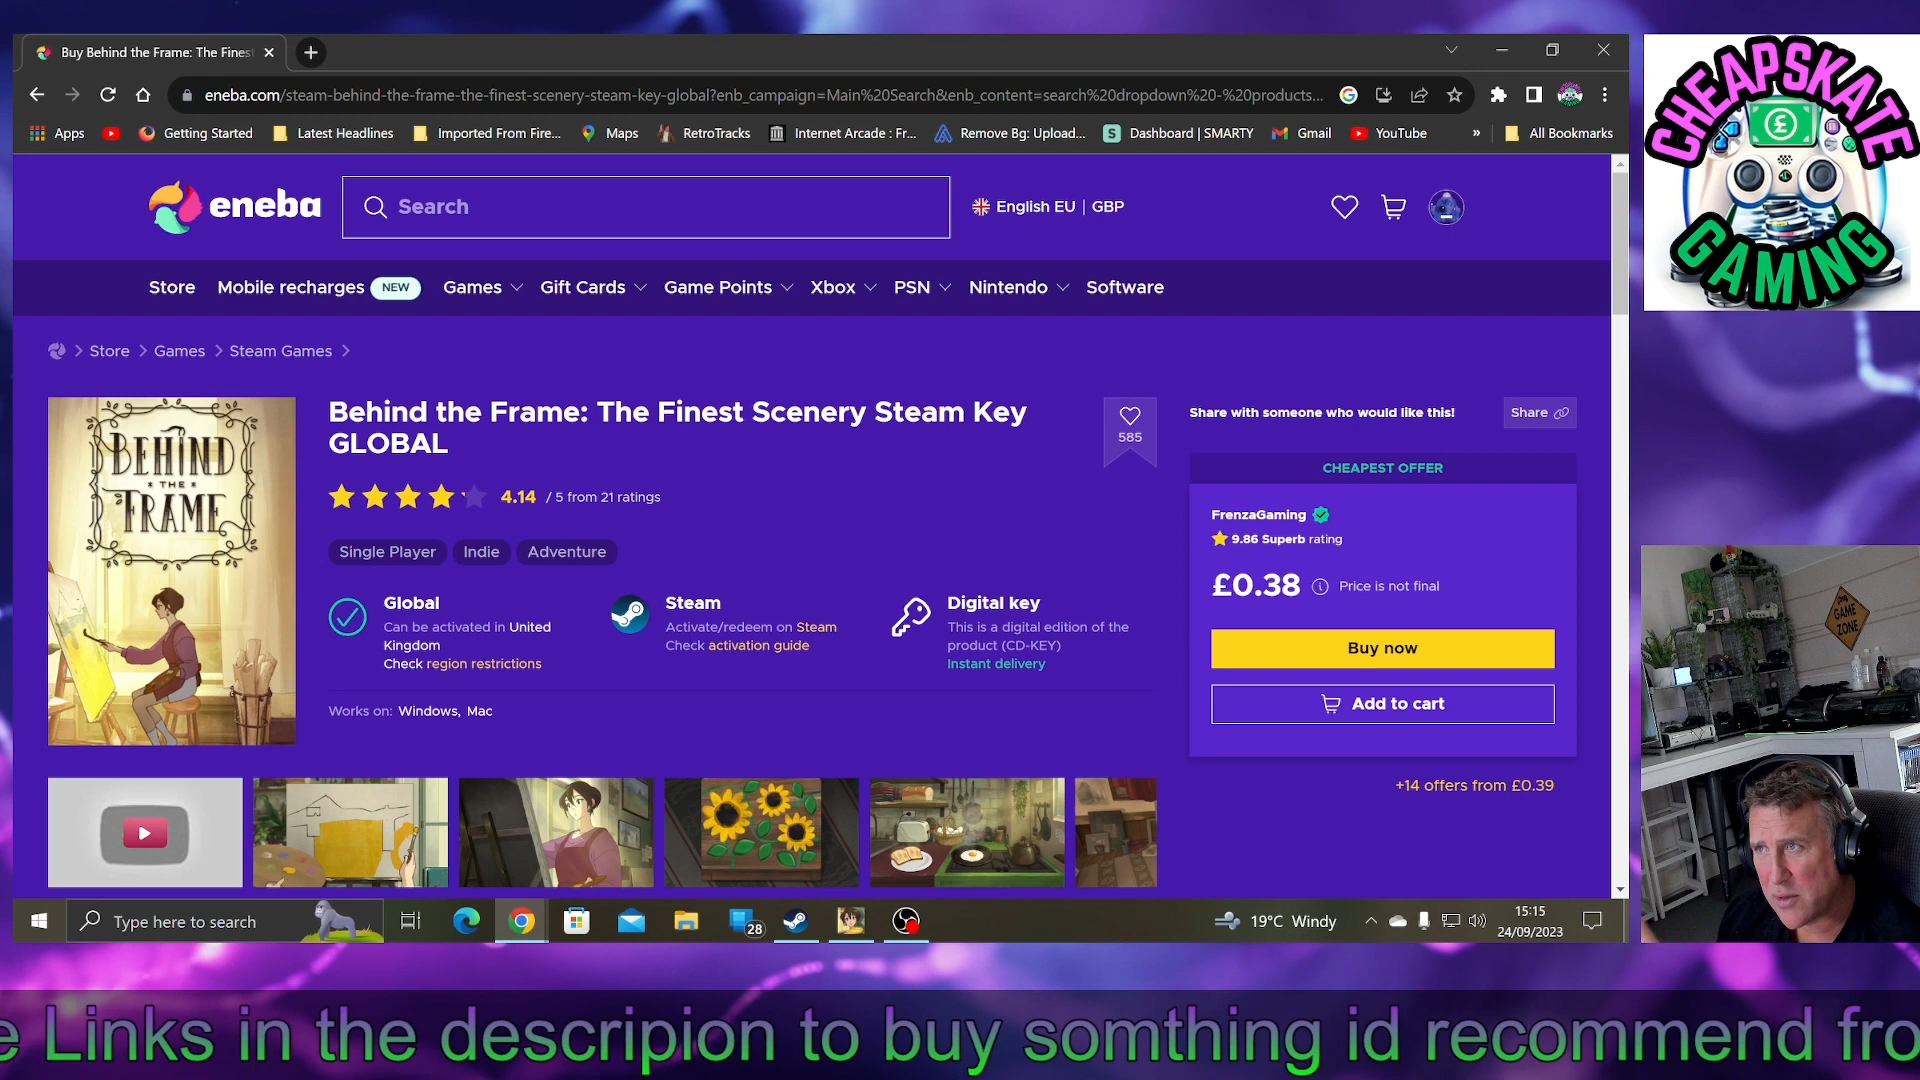 Buy Behind the Frame: The Finest
eneba.com/steam-behind-the-frame-the-finest-scenery-steam-key-global?enb_campaign=Main%20Search&enb_content=search%20dropdown%20-%20products...
Apps
Getting Started
Latest Headlines
Imported From Fire...
Maps
RetroTracks
Internet Arcade : Fr...
Remove Bg: Upload...
Dashboard | SMARTY
Gmail
YouTube
»
All Bookmarks
CHEAPSKATE
GAMING
eneba
Search
English EU | GBP
Store
Mobile recharges NEW
Games
Gift Cards
Game Points
Xbox
PSN
Nintendo
Software
Store
Games
Steam Games
BEHIND
THE
FRAME
Behind the Frame: The Finest Scenery Steam Key
GLOBAL
585
4.14 / 5 from 21 ratings
Single Player
Indie
Adventure
Global
Can be activated in United
Kingdom
Check region restrictions
Steam
Activate/redeem on Steam
Check activation guide
Digital key
This is a digital edition of the
product (CD-KEY)
Instant delivery
Works on: Windows, Mac
Share with someone who would like this!
Share
CHEAPEST OFFER
FrenzaGaming
9.86 Superb rating
£0.38
Price is not final
Buy now
Add to cart
+14 offers from £0.39
GAME
ZONE
Type here to search
28
19°C Windy
15:15
24/09/2023
e Links in the descripion to buy somthing id recommend fro